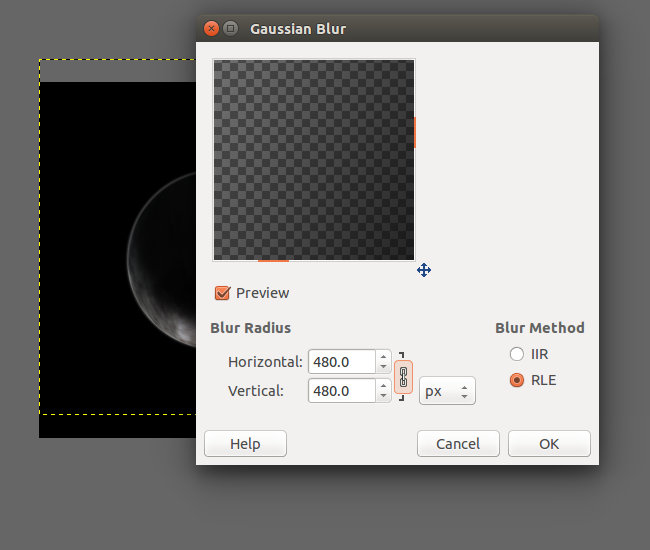 Gaussian Blur
Preview
Blur Radius
Blur Method
Horizontal: 480.0
IIR
Vertical: 480.0
px
RLE
Help
Cancel
OK